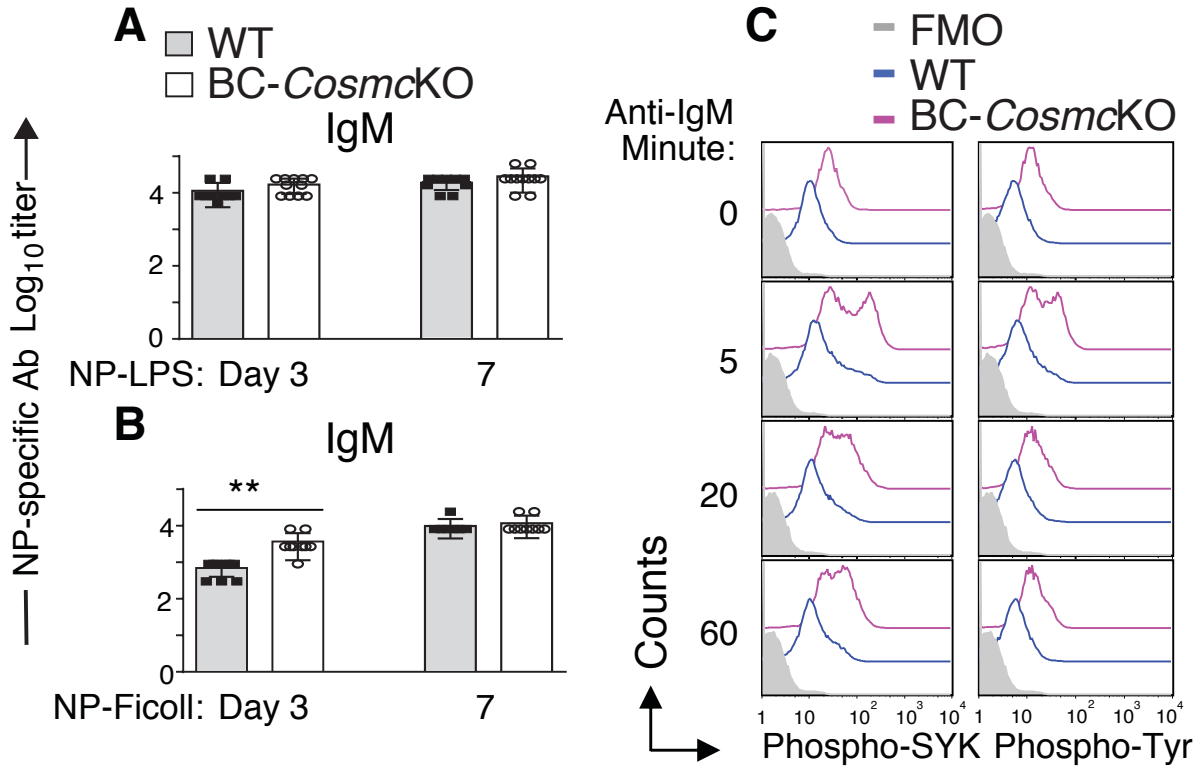 A
WT
BC-CosmcKO
IgM
4
2
0
NP-LPS: Day 3 7
NP-specific Ab Log10 titer
B
IgM
**
4
2
0
NP-Ficoll: Day 3 7
C
FMO
WT
BC-CosmcKO
Anti-IgM
Minute:
0
5
20
60
Counts
1 10 10² 10³ 10⁴ 1 10 10² 10³ 10⁴
Phospho-SYK Phospho-Tyr